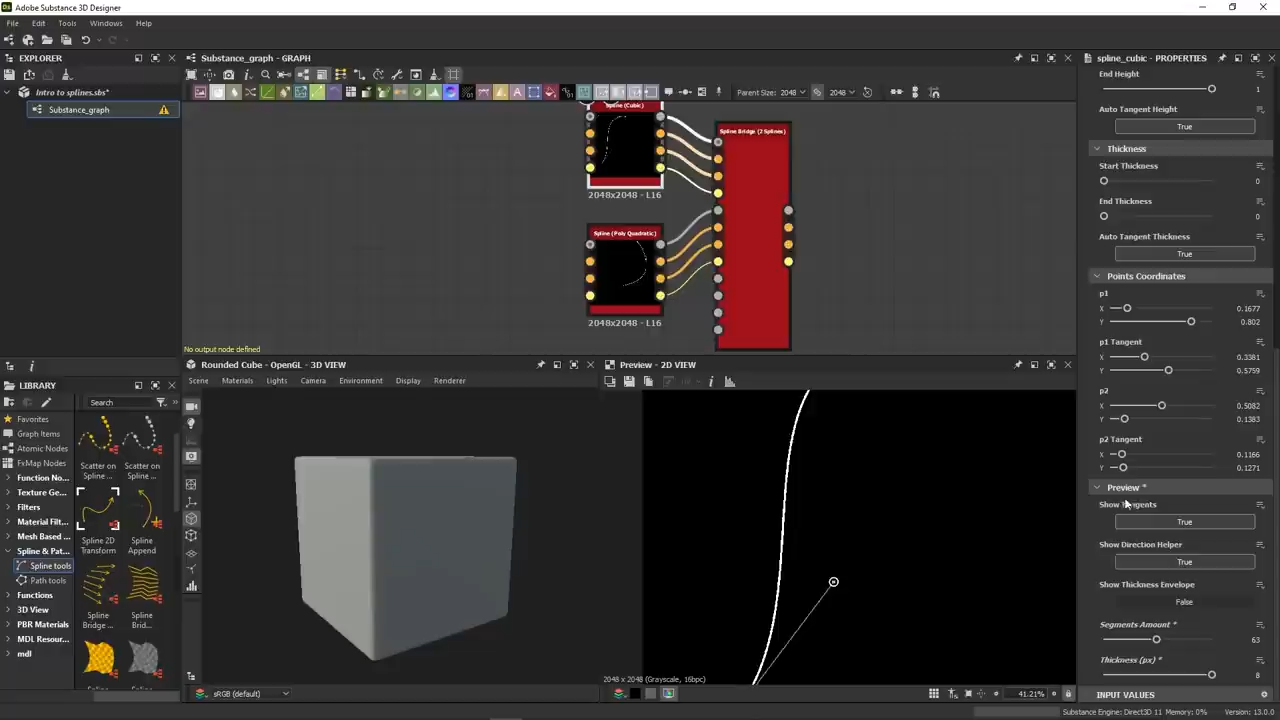 Adobe Substance 3D Designer
File Edit Tools Windows Help
EXPLORER
Intro to splines.sbs*
Substance_graph
Substance_graph - GRAPH
Parent Size: 2048 2048
Spline (Cubic)
2048x2048 - L16
Spline (Poly Quadratic)
2048x2048 - L16
Spline Bridge (2 Splines)
No output node defined
LIBRARY
Search
Favorites
Graph Items
Atomic Nodes
FxMap Nodes
Function No...
Texture Ge...
Filters
Material Filt...
Mesh Based ...
Spline & Pat...
Spline tools
Path tools
Functions
3D View
PBR Materials
MDL Resour...
mdl
Scatter on Spline ...
Scatter on Spline ...
Spline 2D Transform
Spline Append
Spline Bridge ...
Spline Brid...
Rounded Cube - OpenGL - 3D VIEW
Scene Materials Lights Camera Environment Display Renderer
sRGB (default)
Preview - 2D VIEW
2048 x 2048 (Grayscale, 16bpc)
41.21%
spline_cubic - PROPERTIES
End Height
1
Auto Tangent Height
True
Thickness
Start Thickness
0
End Thickness
0
Auto Tangent Thickness
True
Points Coordinates
p1
X 0.1677
Y 0.802
p1 Tangent
X 0.3381
Y 0.5759
p2
X 0.5082
Y 0.1383
p2 Tangent
X 0.1166
Y 0.1271
Preview *
Show Tangents
True
Show Direction Helper
True
Show Thickness Envelope
False
Segments Amount *
63
Thickness (px) *
8
INPUT VALUES
Substance Engine: Direct3D 11 Memory: 0% Version: 13.0.0